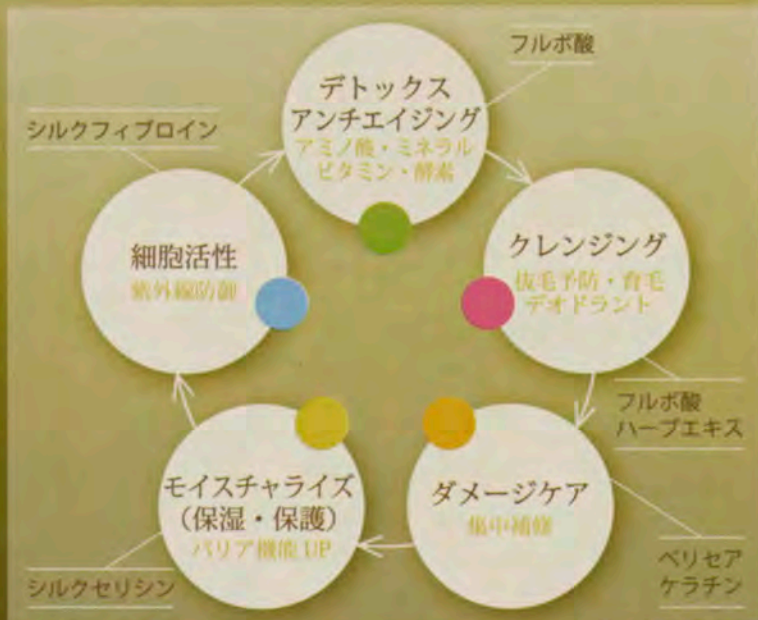 フルボ酸
デトックス
アンチエイジング
アミノ酸・ミネラル
ビタミン・酵素
シルクフィブロイン
細胞活性
紫外線防御
クレンジング
抜毛予防・育毛
デオドラント
フルボ酸
ハーブエキス
ダメージケア
集中補修
ペリセア
ケラチン
モイスチャライズ
(保湿・保護)
バリア機能 UP
シルクセリシン